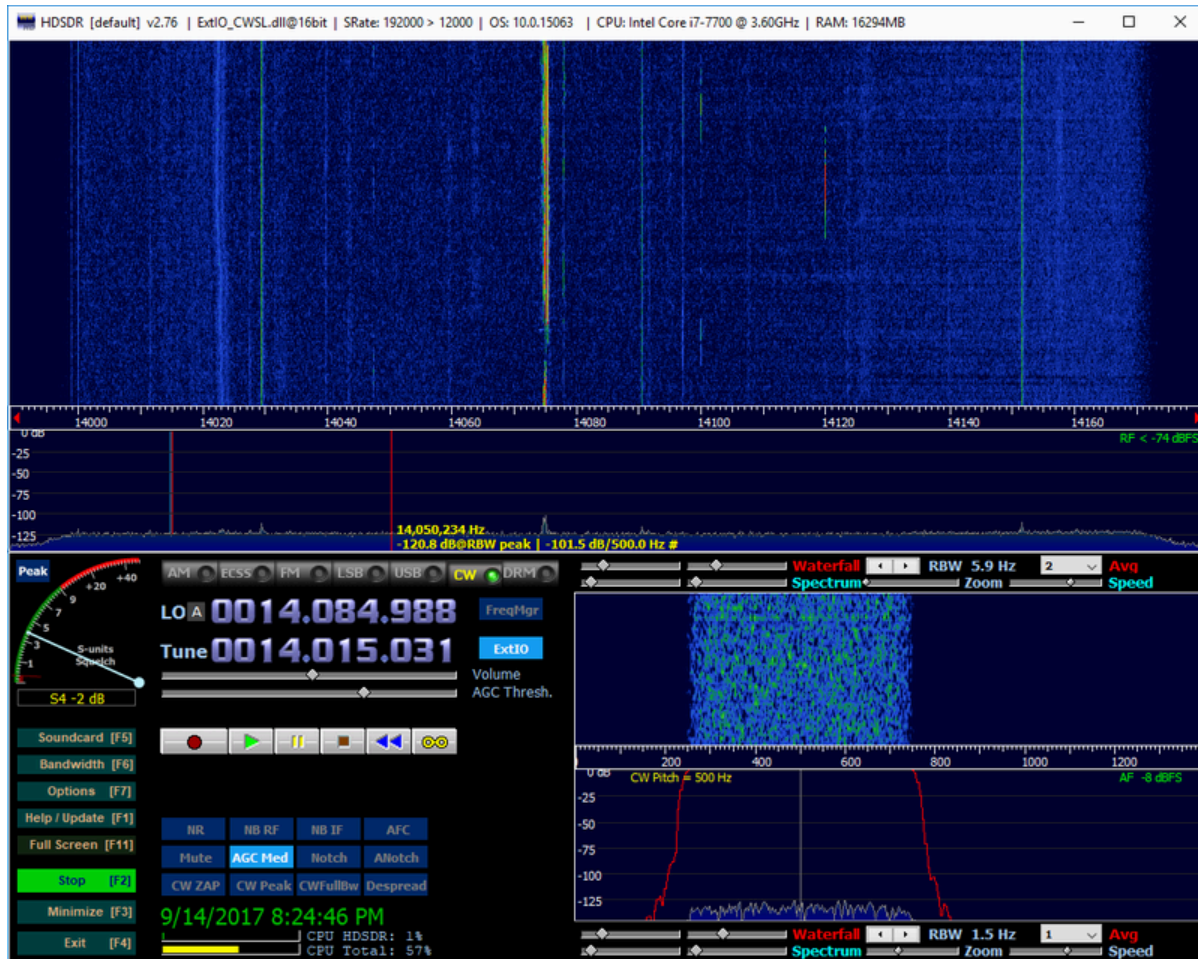 HDSDR [default] v2.76 | ExtIO_CWSL.dll@16bit | SRate: 192000 > 12000 | OS: 10.0.15063 | CPU: Intel Core i7-7700 @ 3.60GHz | RAM: 16294MB
14000 14020 14040 14060 14080 14100 14120 14140 14160
0 dB
RF < -74 dBFS
-25
-50
-75
-100
-125
14,050,234 Hz
-120.8 dB@RBW peak | -101.5 dB/500.0 Hz #
Peak
1 3 5 7 9 +20 +40
S-units
Squelch
S4 -2 dB
AM ECSS FM LSB USB CW DRM
LO A 0014.084.988 FreqMgr
Tune 0014.015.031 ExtIO
Volume
AGC Thresh.
Soundcard [F5]
Bandwidth [F6]
Options [F7]
Help / Update [F1]
Full Screen [F11]
Stop [F2]
Minimize [F3]
Exit [F4]
NR NB RF NB IF AFC
Mute AGC Med Notch ANotch
CW ZAP CW Peak CWFullBw Despread
9/14/2017 8:24:46 PM
CPU HDSDR: 1%
CPU Total: 57%
Waterfall RBW 5.9 Hz 2 Avg
Spectrum Zoom Speed
200 400 600 800 1000 1200
0 dB
CW Pitch = 500 Hz AF -8 dBFS
-25
-50
-75
-100
-125
Waterfall RBW 1.5 Hz 1 Avg
Spectrum Zoom Speed